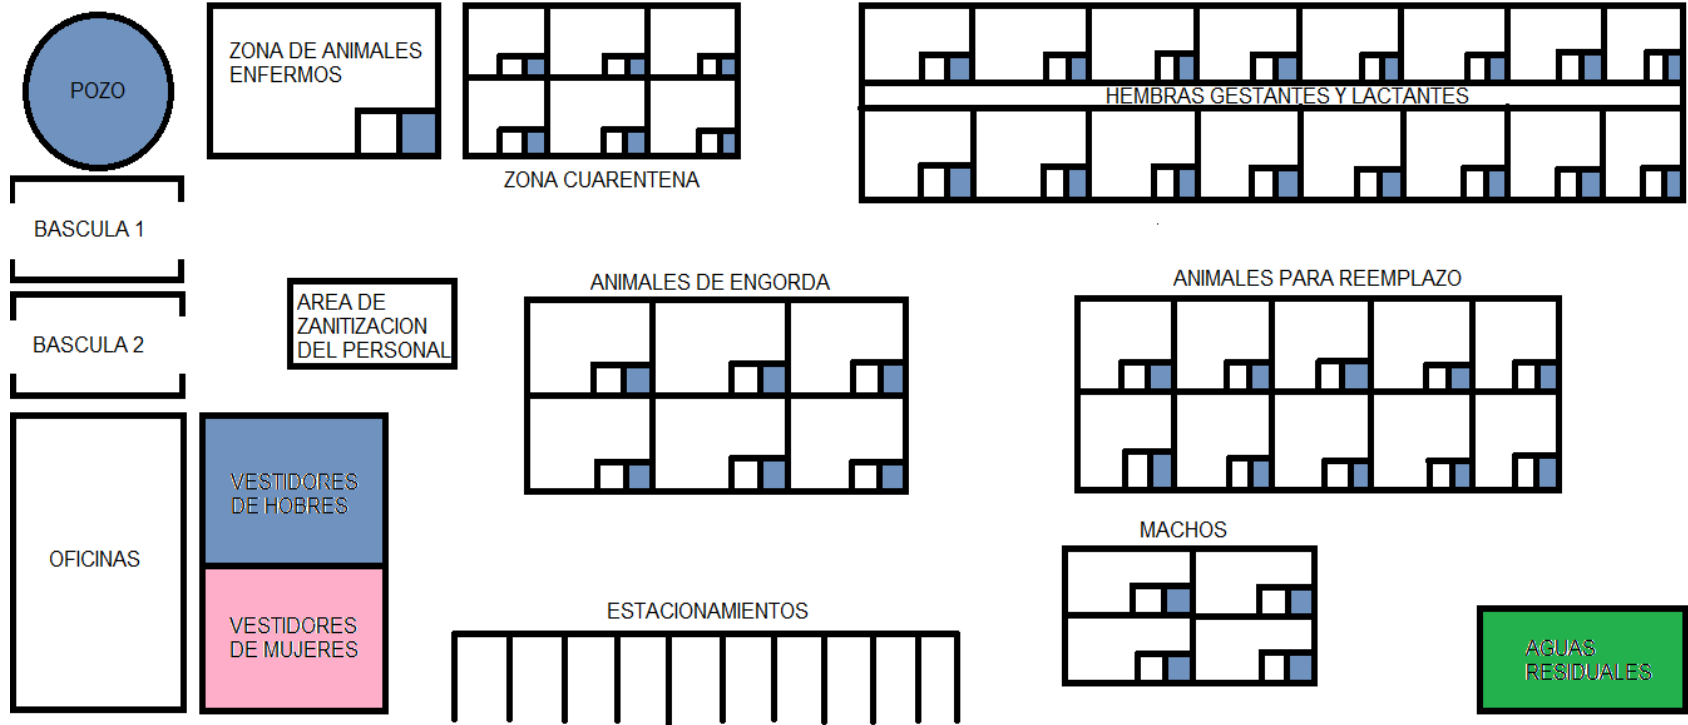 POZO
ZONA DE ANIMALES
ENFERMOS
ZONA CUARENTENA
HEMBRAS GESTANTES Y LACTANTES
BASCULA 1
BASCULA 2
AREA DE
ZANITIZACION
DEL PERSONAL
ANIMALES DE ENGORDA
ANIMALES PARA REEMPLAZO
OFICINAS
VESTIDORES
DE HOBRES
VESTIDORES
DE MUJERES
ESTACIONAMIENTOS
MACHOS
AGUAS
RESIDUALES